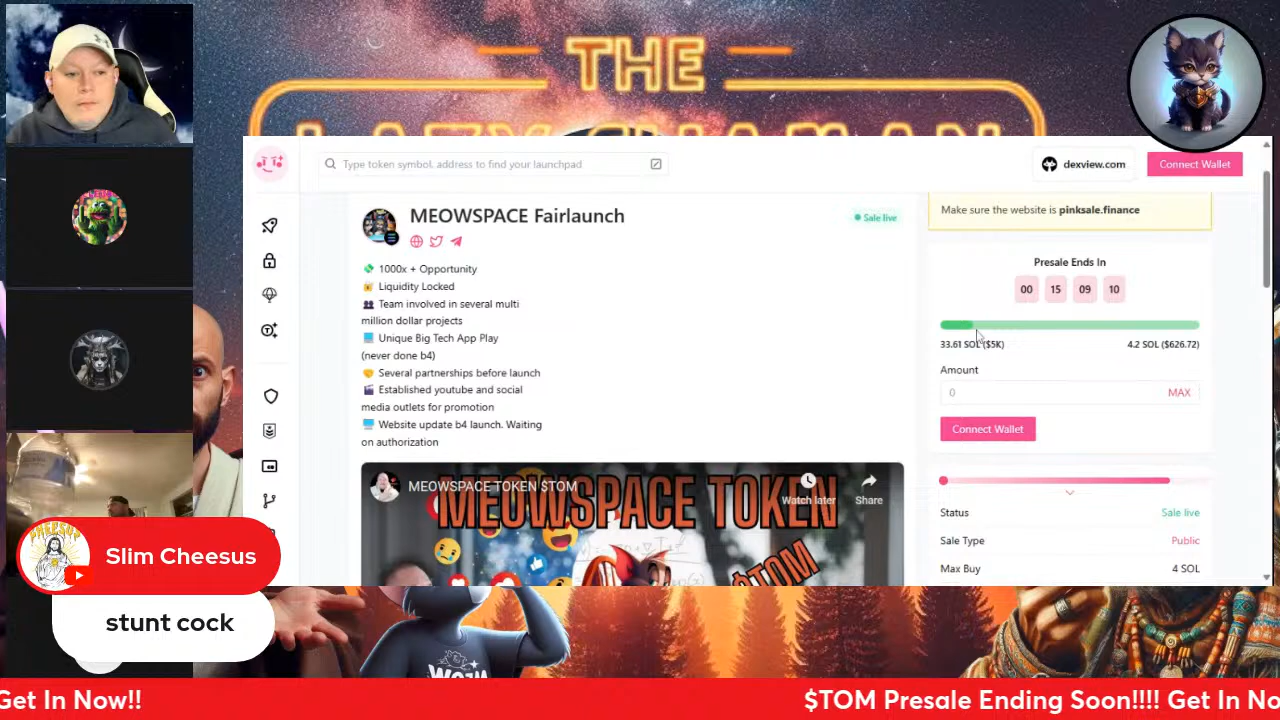 THE
LAZY SHAMAN
Type token symbol, address to find your launchpad
dexview.com
Connect Wallet
MEOWSPACE Fairlaunch
Sale live
Make sure the website is pinksale.finance
1000x + Opportunity
Liquidity Locked
Team involved in several multi
million dollar projects
Unique Big Tech App Play
(never done b4)
Several partnerships before launch
Established youtube and social
media outlets for promotion
Website update b4 launch. Waiting
on authorization
Presale Ends In
00 15 09 10
33.61 SOL ($5K)
4.2 SOL ($626.72)
Amount
0
MAX
Connect Wallet
MEOWSPACE TOKEN $TOM
Watch later
Share
MEOWSPACE TOKEN
$TOM
Status
Sale live
Sale Type
Public
Max Buy
4 SOL
Slim Cheesus
stunt cock
Get In Now!!
$TOM Presale Ending Soon!!!! Get In No